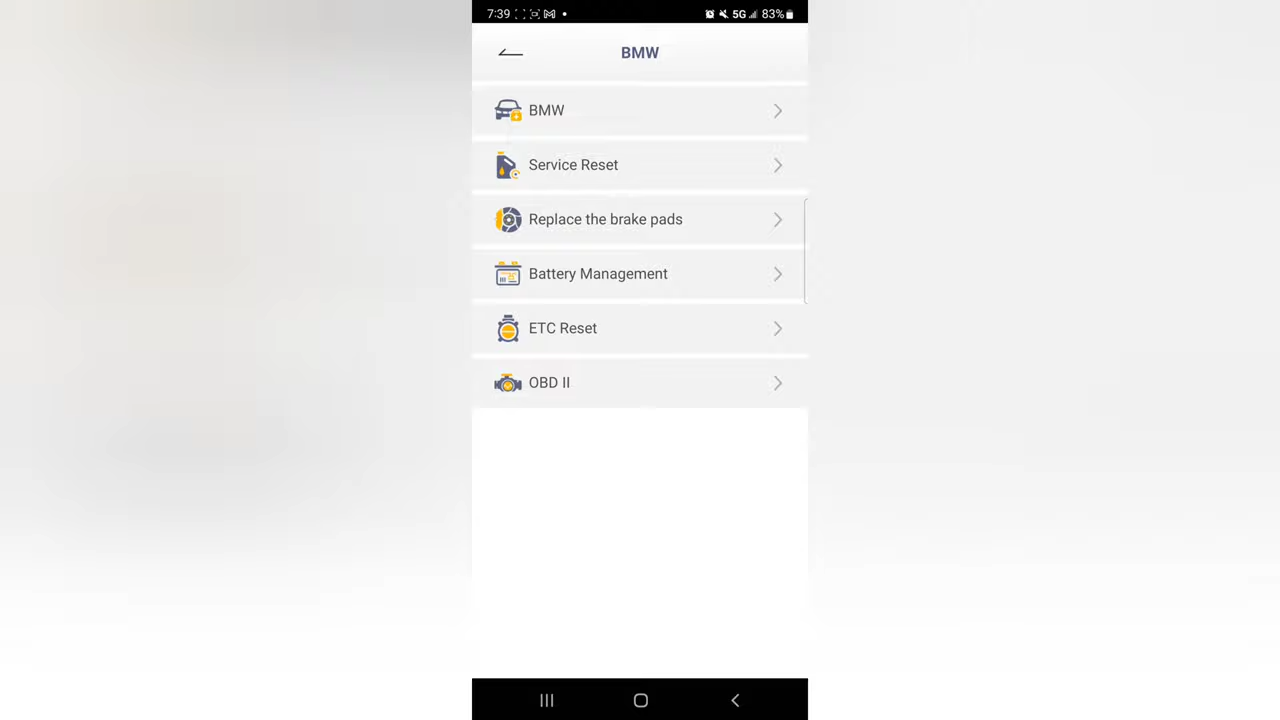 7:39 5G 83%
BMW
BMW
Service Reset
Replace the brake pads
Battery Management
ETC Reset
OBD II